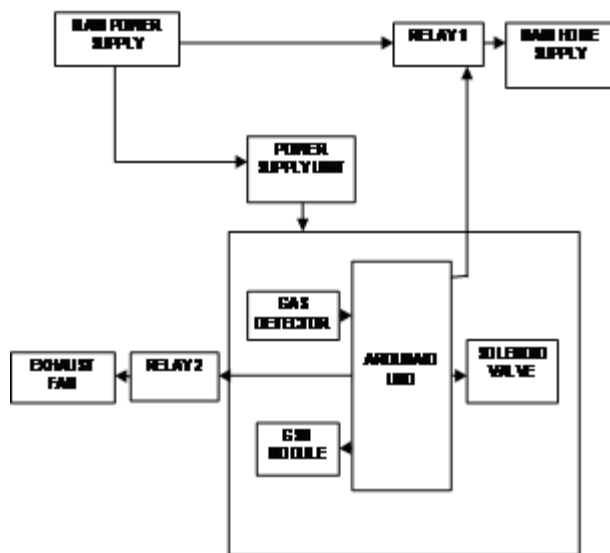 MAIN POWER
SUPPLY
RELAY 1
MAIN HOME
SUPPLY
POWER
SUPPLY UNIT
GAS
DETECTOR
ARDUINO
UNO
SOLENOID
VALVE
EXHAUST
FAN
RELAY 2
GSM
MODULE